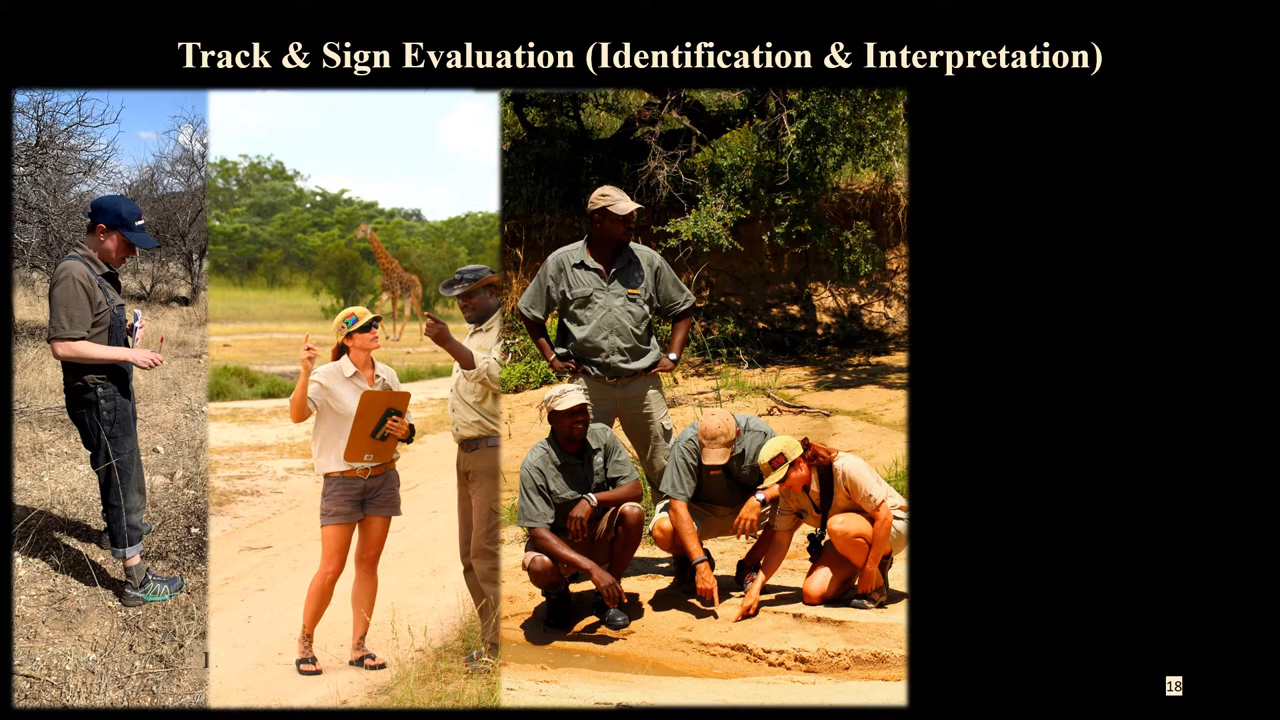 Track & Sign Evaluation (Identification & Interpretation)
18